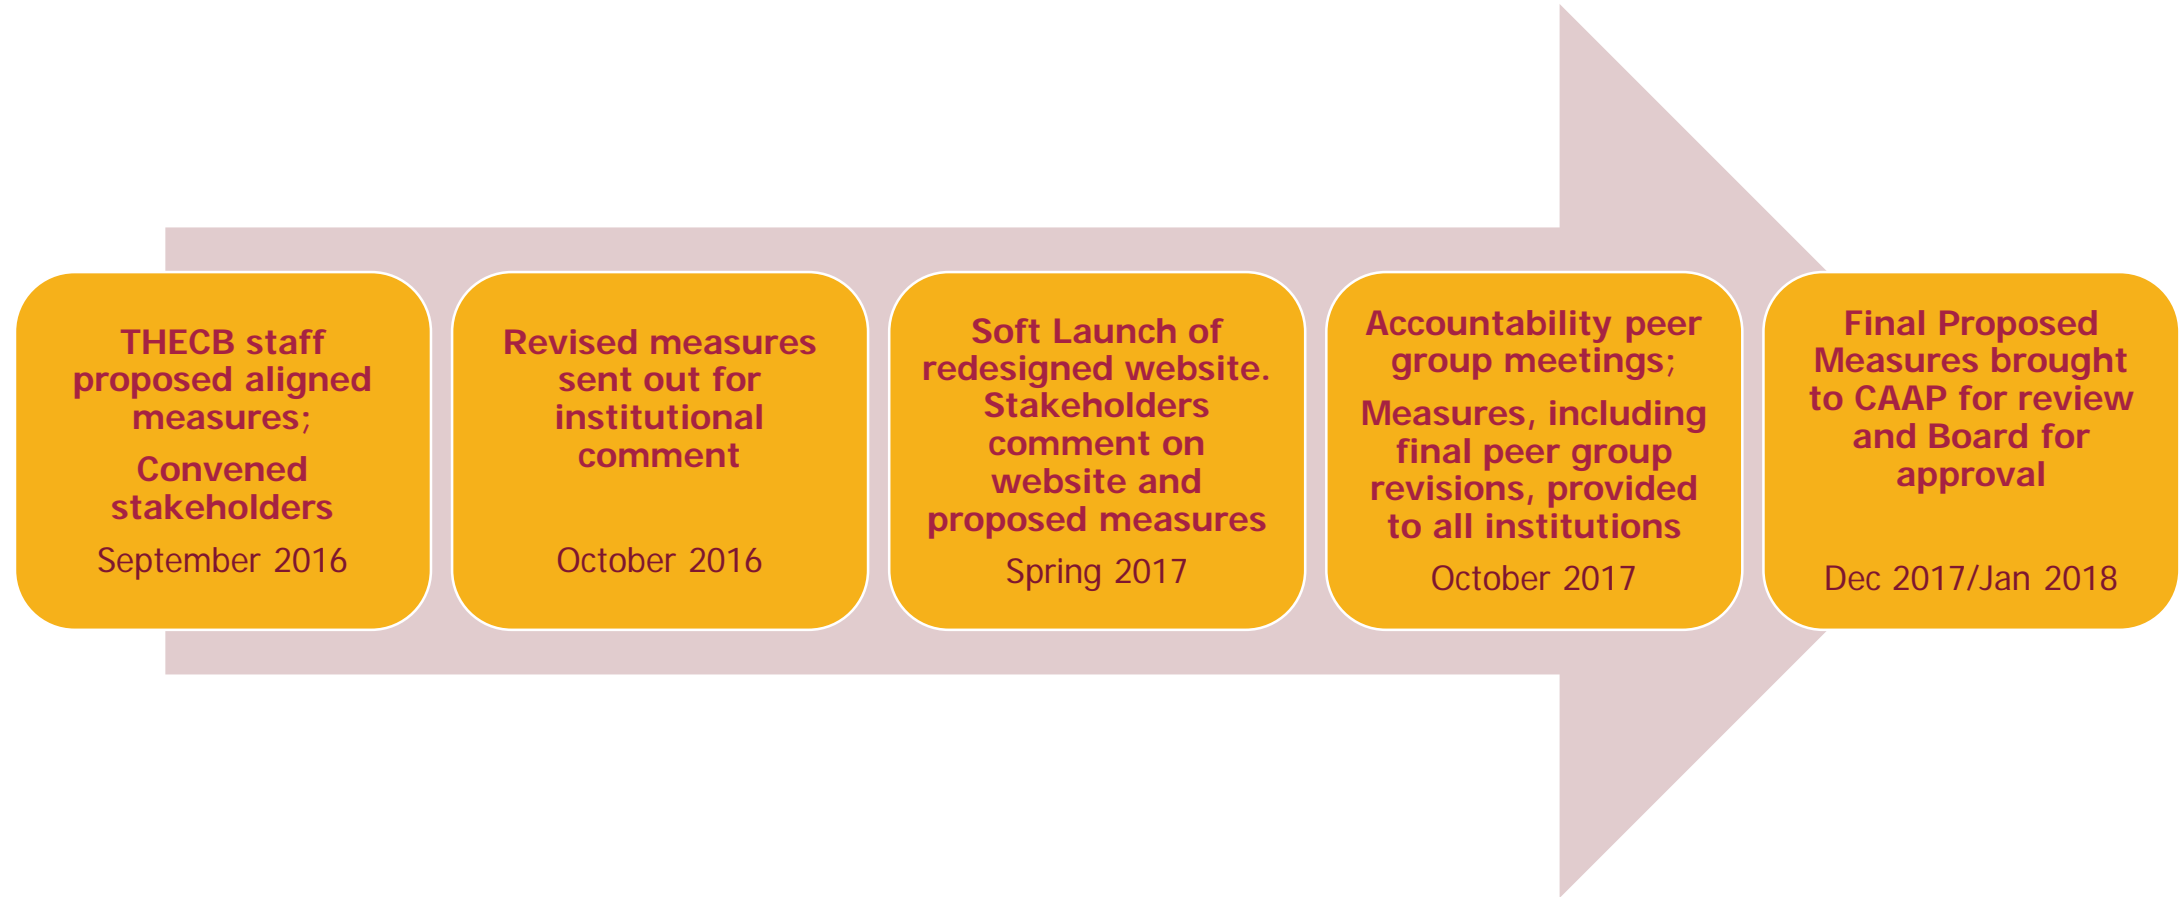 THECB staff
proposed aligned
measures;
Convened
stakeholders
September 2016
Revised measures
sent out for
institutional
comment
October 2016
Soft Launch of
redesigned website.
Stakeholders
comment on
website and
proposed measures
Spring 2017
Accountability peer
group meetings;
Measures, including
final peer group
revisions, provided
to all institutions
October 2017
Final Proposed
Measures brought
to CAAP for review
and Board for
approval
Dec 2017/Jan 2018